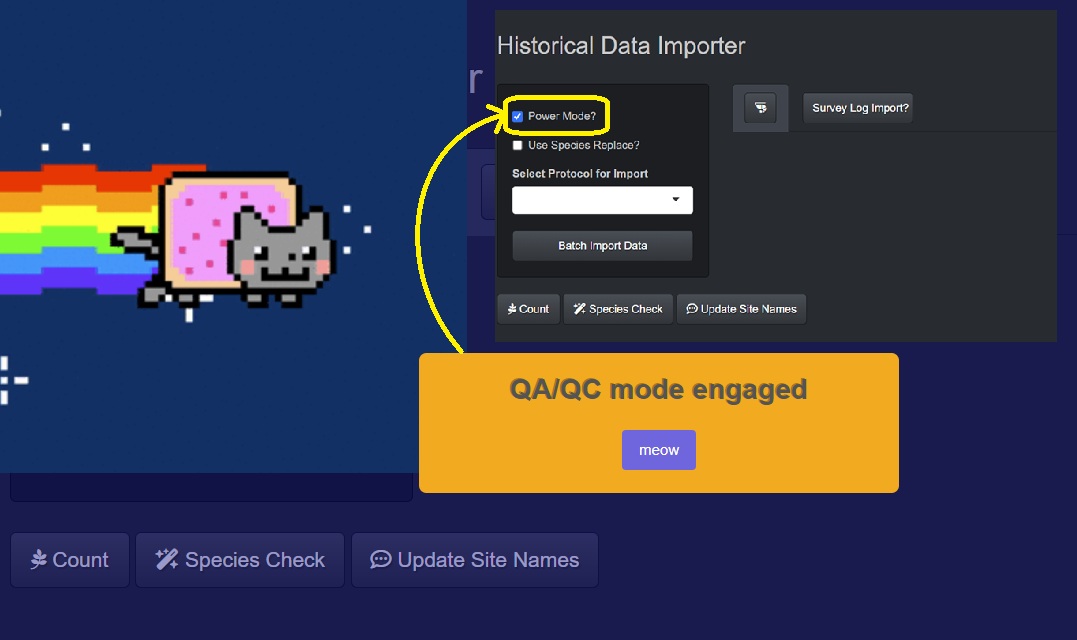 Historical Data Importer
r
Power Mode?
Survey Log Import?
Use Species Replace?
Select Protocol for Import
Batch Import Data
Count
Species Check
Update Site Names
QA/QC mode engaged
meow
Count
Species Check
Update Site Names